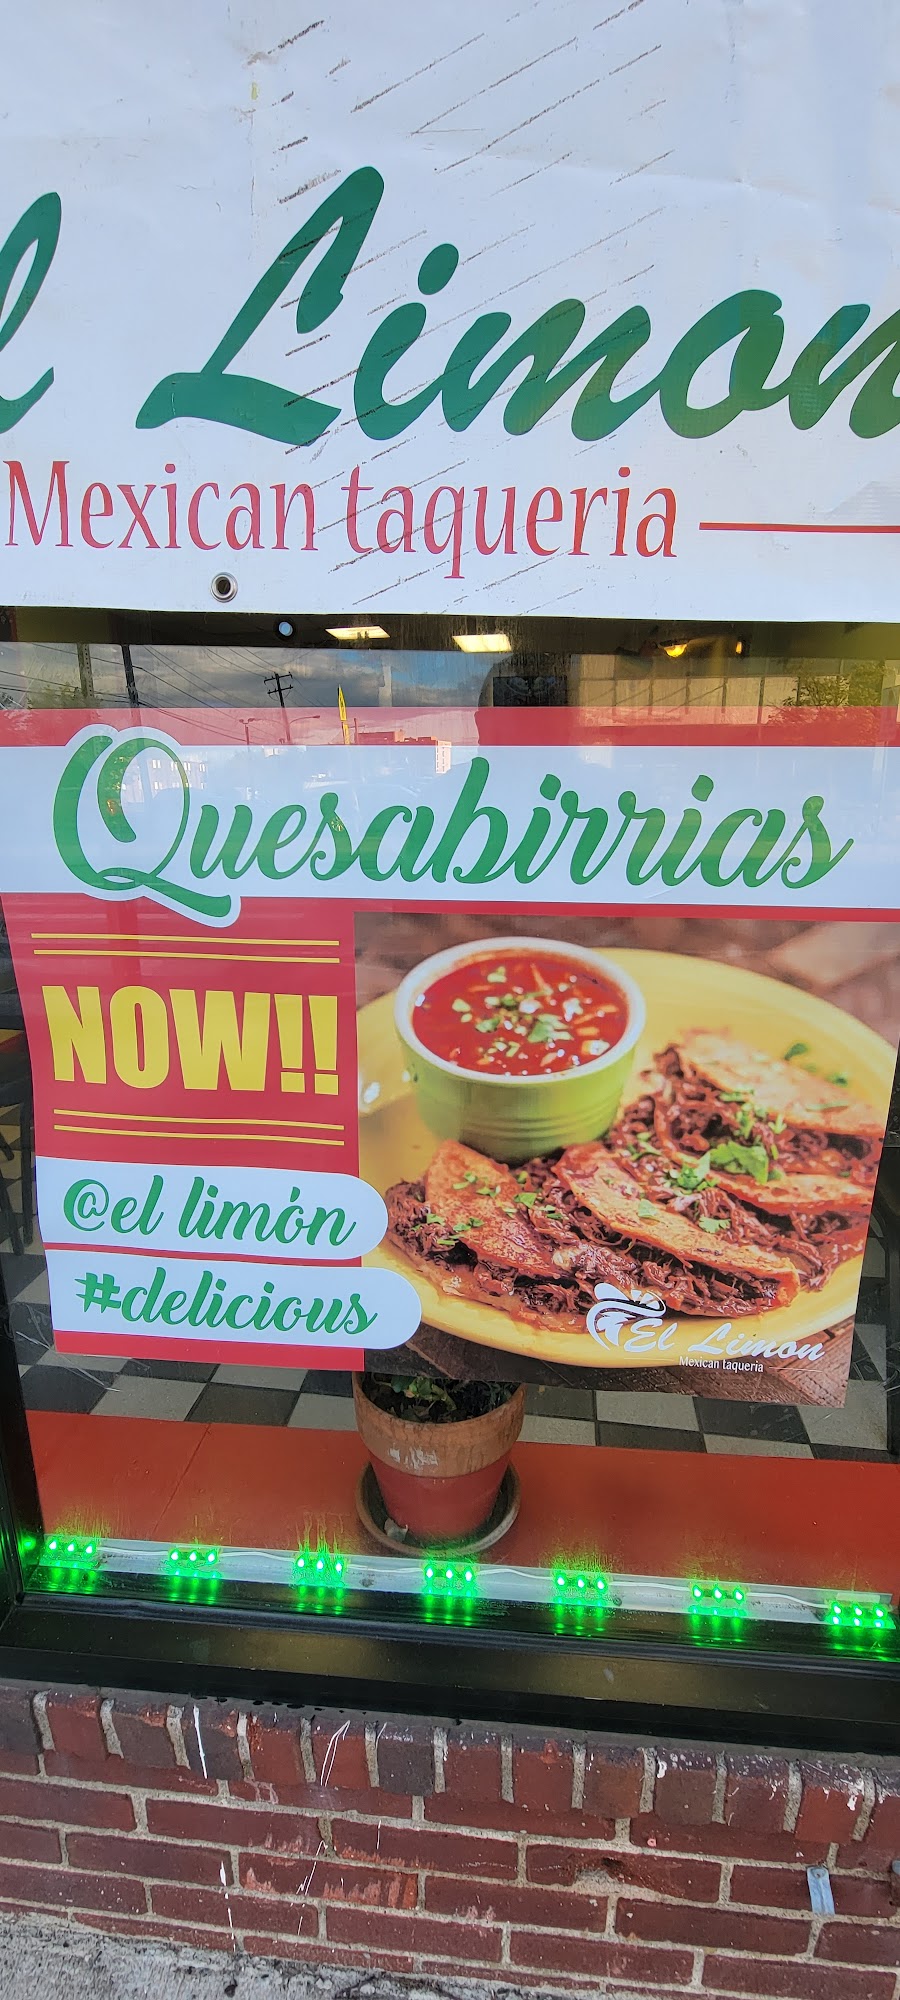 l Limon
Mexican taqueria
Quesabirrias
NOW!!
@el limón
#delicious
El Limon
Mexican taqueria